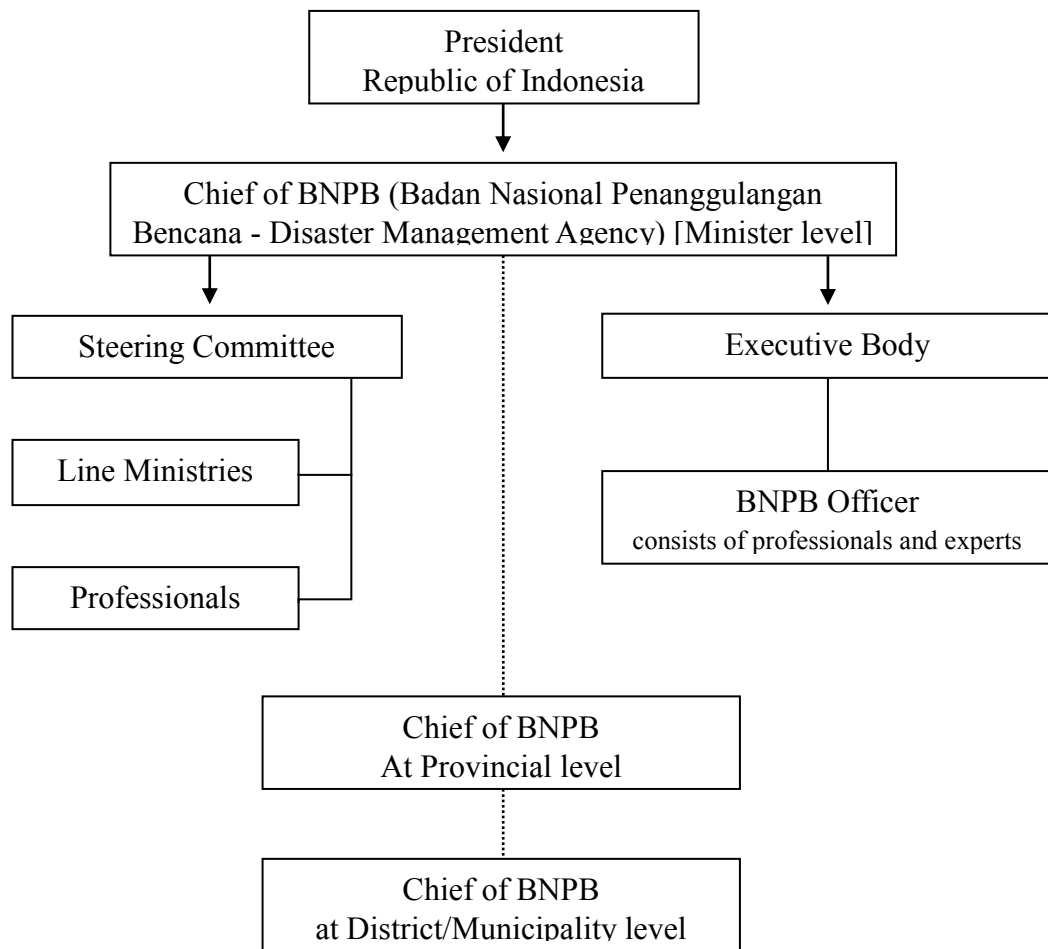 President
Republic of Indonesia
Chief of BNPB (Badan Nasional Penanggulangan
Bencana - Disaster Management Agency) [Minister level]
Steering Committee
Executive Body
Line Ministries
BNPB Officer
consists of professionals and experts
Professionals
Chief of BNPB
At Provincial level
Chief of BNPB
at District/Municipality level